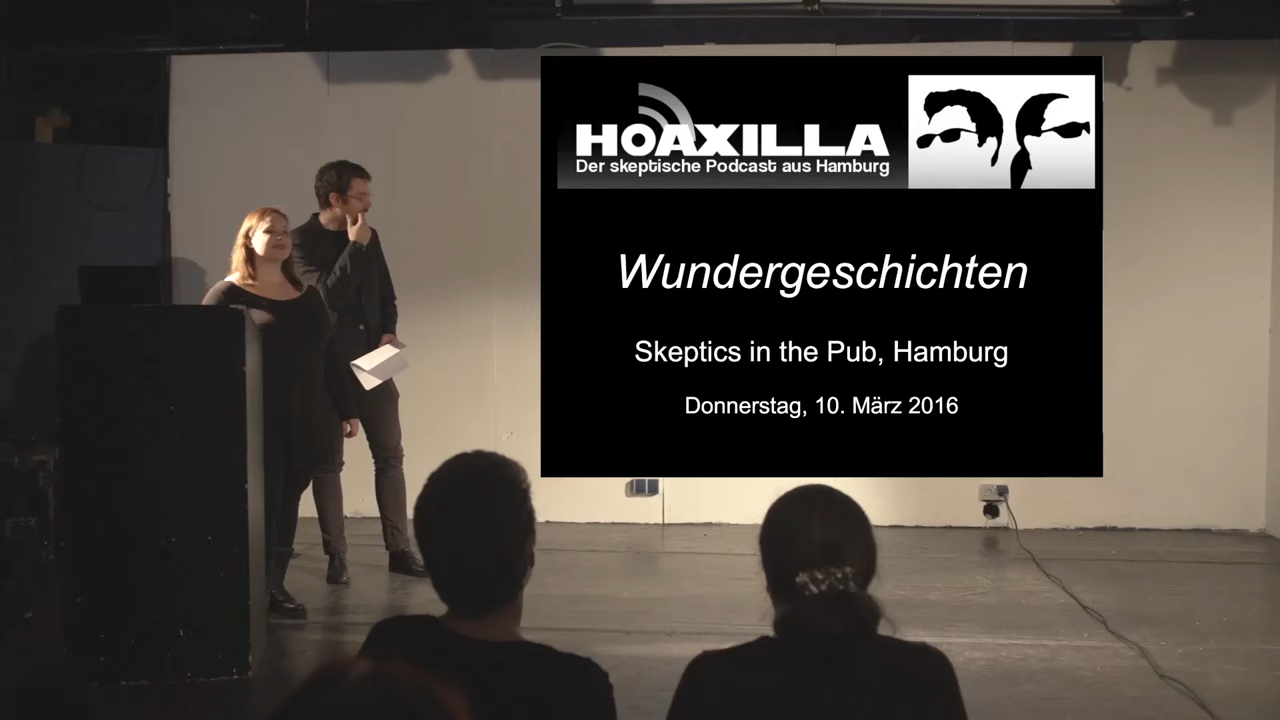 HOAXILLA
Der skeptische Podcast aus Hamburg
Wundergeschichten
Skeptics in the Pub, Hamburg
Donnerstag, 10. März 2016